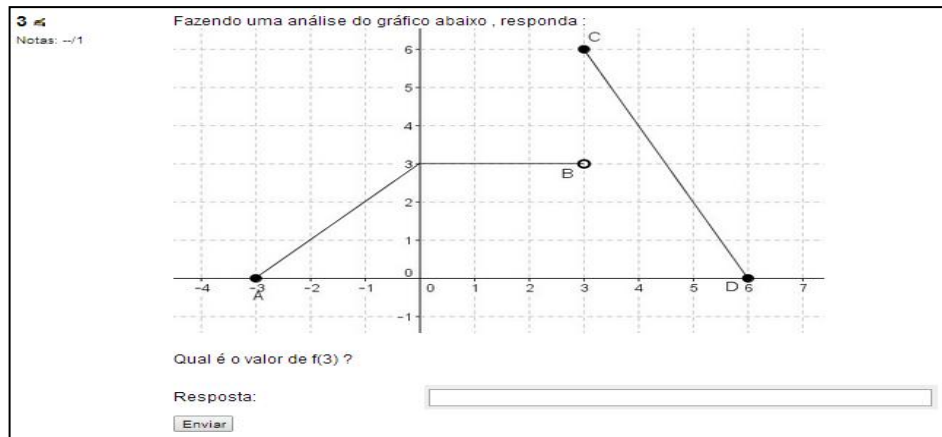 3
Fazendo uma análise do gráfico abaixo , responda :
Notas: --/1
C
6
5
4
3
B
2
1
0
-4 -3 -2 -1 0 1 2 3 4 5 D 6 7
A
-1
Qual é o valor de f(3) ?
Resposta:
Enviar